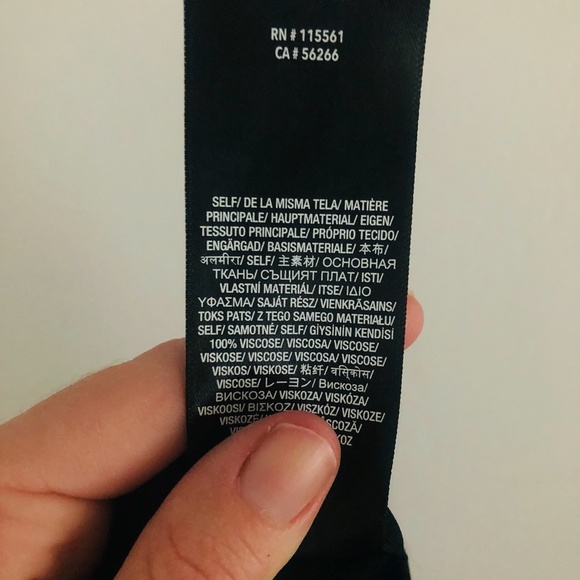 RN # 115561
CA # 56266
SELF/ DE LA MISMA TELA/ MATIÈRE
PRINCIPALE/ HAUPTMATERIAL/ EIGEN/
TESSUTO PRINCIPALE/ PRÓPRIO TECIDO/
ENGÄRGAD/ BASISMATERIALE/ 本布/
अलमीरा/ SELF/ 主素材/ ОСНОВНАЯ
ТКАНЬ/ СЪЩИЯТ ПЛАТ/ ISTI/
VLASTNÍ MATERIÁL/ ITSE/ ΙΔΙΟ
ΥΦΑΣΜΑ/ SAJÁT RÉSZ/ VIENKRĀSAINS/
TOKS PATS/ Z TEGO SAMEGO MATERIAŁU/
SELF/ SAMOTNÉ/ SELF/ GİYSİNİN KENDİSİ
100% VISCOSE/ VISCOSA/ VISCOSE/
VISKOSE/ VISCOSE/ VISCOSA/ VISCOSE/
VISKOS/ VISKOSE/ 粘纤/ वसिकोस/
VISCOSE/ レーヨン/ Вискоза/
ВИСКОЗА/ VISKOZA/ VISKÓZA/
VISKOOSI/ ΒΙΣΚΟΖ/ VISZKÓZ/ VISKOZE/
VISKOZĖ/